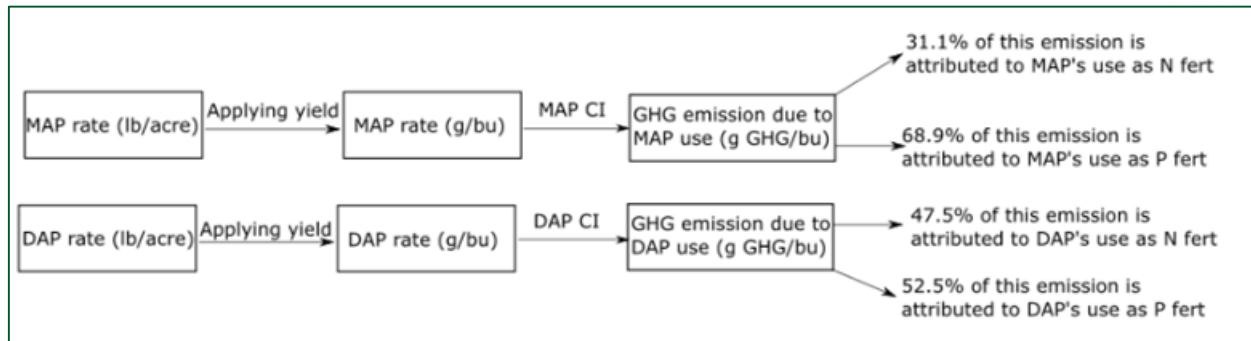 31.1% of this emission is
attributed to MAP's use as N fert
MAP rate (lb/acre)
Applying yield
MAP rate (g/bu)
MAP CI
GHG emission due to
MAP use (g GHG/bu)
68.9% of this emission is
attributed to MAP's use as P fert
DAP rate (lb/acre)
Applying yield
DAP rate (g/bu)
DAP CI
GHG emission due to
DAP use (g GHG/bu)
47.5% of this emission is
attributed to DAP's use as N fert
52.5% of this emission is
attributed to DAP's use as P fert